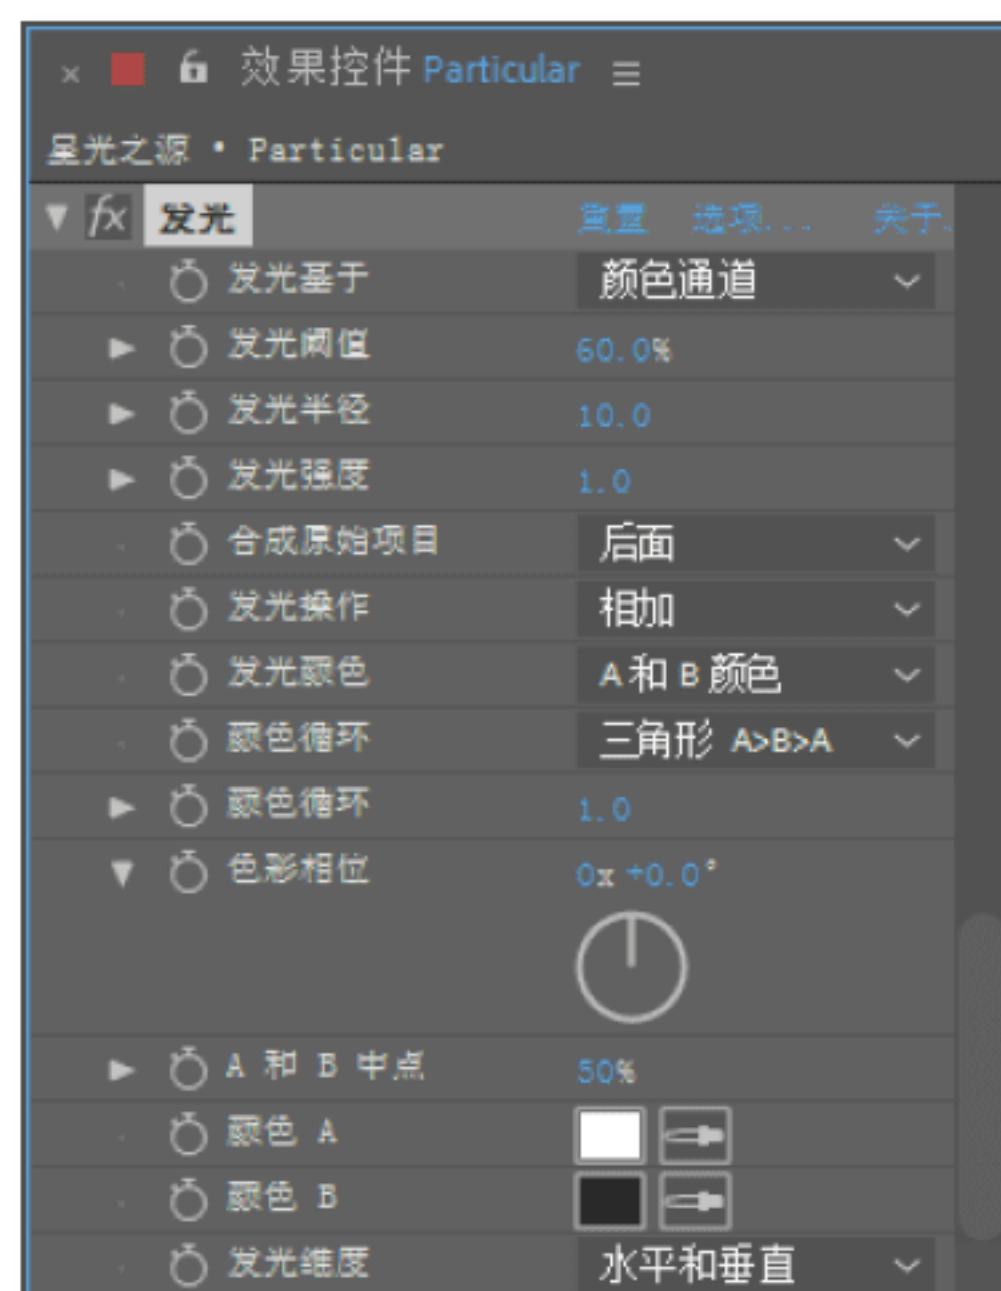 × 效果控件 Particular ☰
星光之源 • Particular
fx 发光 重置 选项... 关于.
发光基于 颜色通道
发光阈值 60.0%
发光半径 10.0
发光强度 1.0
合成原始项目 后面
发光操作 相加
发光颜色 A 和 B 颜色
颜色循环 三角形 A>B>A
颜色循环 1.0
色彩相位 0x +0.0°
A 和 B 中点 50%
颜色 A
颜色 B
发光维度 水平和垂直